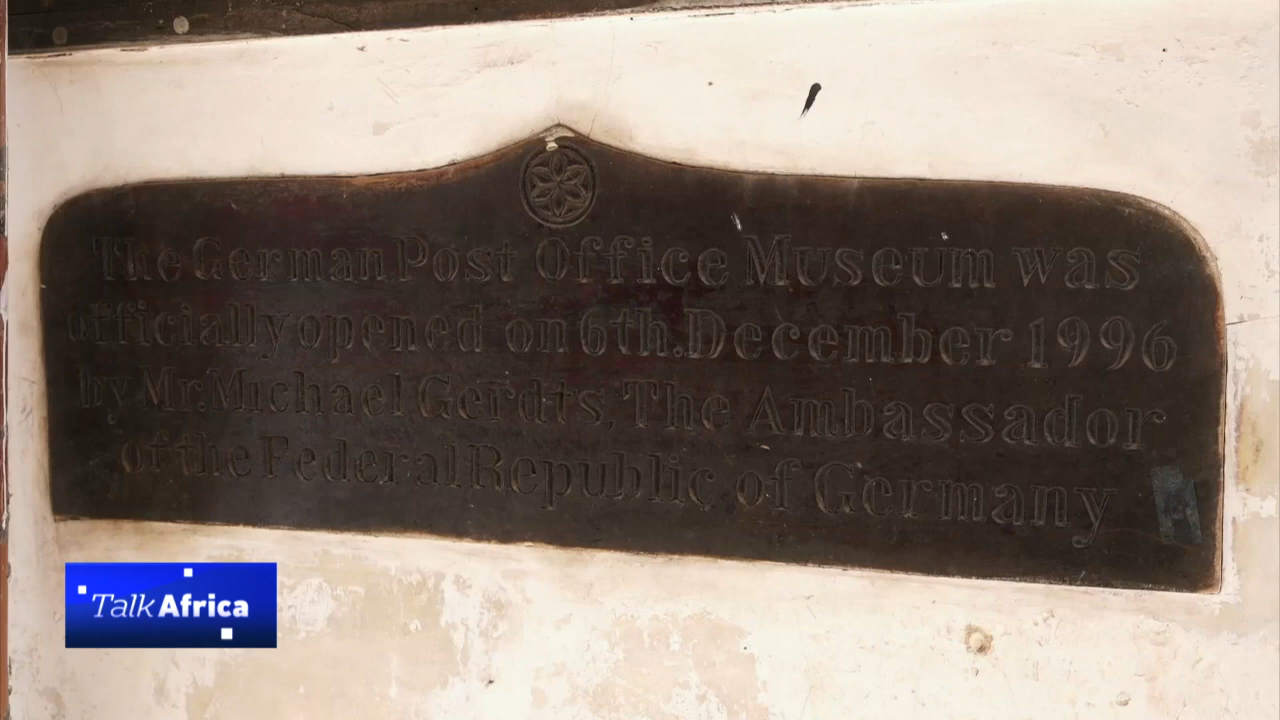 The German Post Office Museum was
officially opened on 6th.December 1996
by Mr.Michael Gerdts,The Ambassador
of the Federal Republic of Germany
Talk Africa